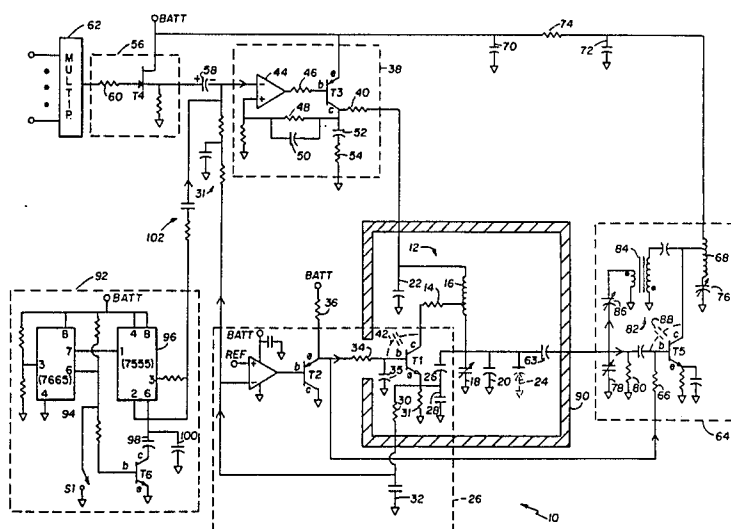 62
MULTIP.
56
BATT
60
T4
58
+
-
44
-
+
46
b
e
T3
c
38
40
48
50
52
54
74
70
72
31
102
92
BATT
8
3
(7665)
4
7
6
94
4 8
96
1
(7555)
3
2 6
98
100
c
b
T6
e
S1
BATT
36
BATT
REF
+
-
b
e
T2
c
34
35
42
12
22
14
16
c
b
T1
e
26
28
30
31
32
18
20
24
63
90
26
10
84
86
82
88
78
80
66
b
c
T5
e
68
76
64